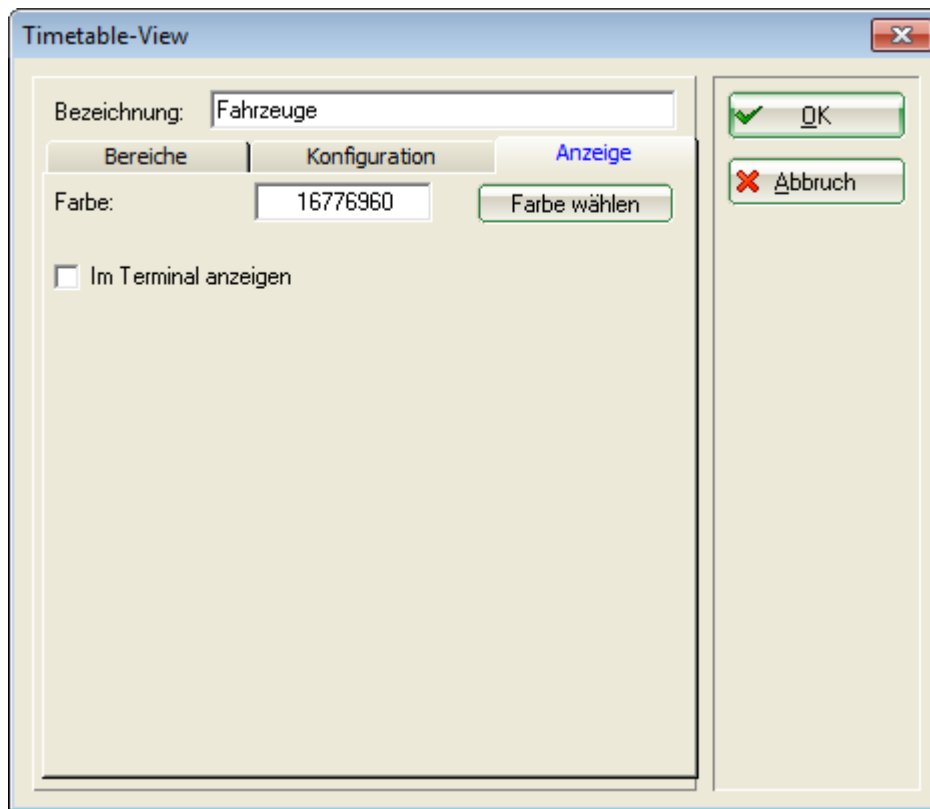 Timetable-View
Bezeichnung: Fahrzeuge
Bereiche Konfiguration Anzeige
Farbe: 16776960 Farbe wählen
Im Terminal anzeigen
OK
Abbruch